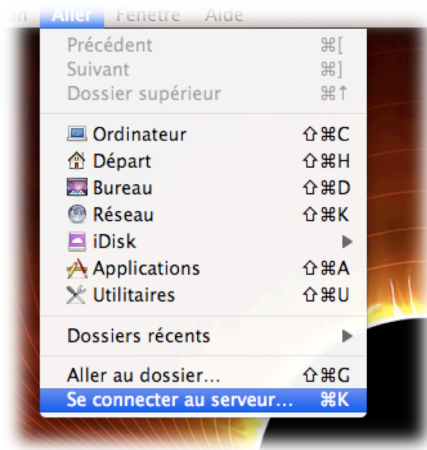 Aller Fenêtre Aide
Précédent ⌘[
Suivant ⌘]
Dossier supérieur ⌘↑
Ordinateur ⇧⌘C
Départ ⇧⌘H
Bureau ⇧⌘D
Réseau ⇧⌘K
iDisk
Applications ⇧⌘A
Utilitaires ⇧⌘U
Dossiers récents
Aller au dossier... ⇧⌘G
Se connecter au serveur... ⌘K